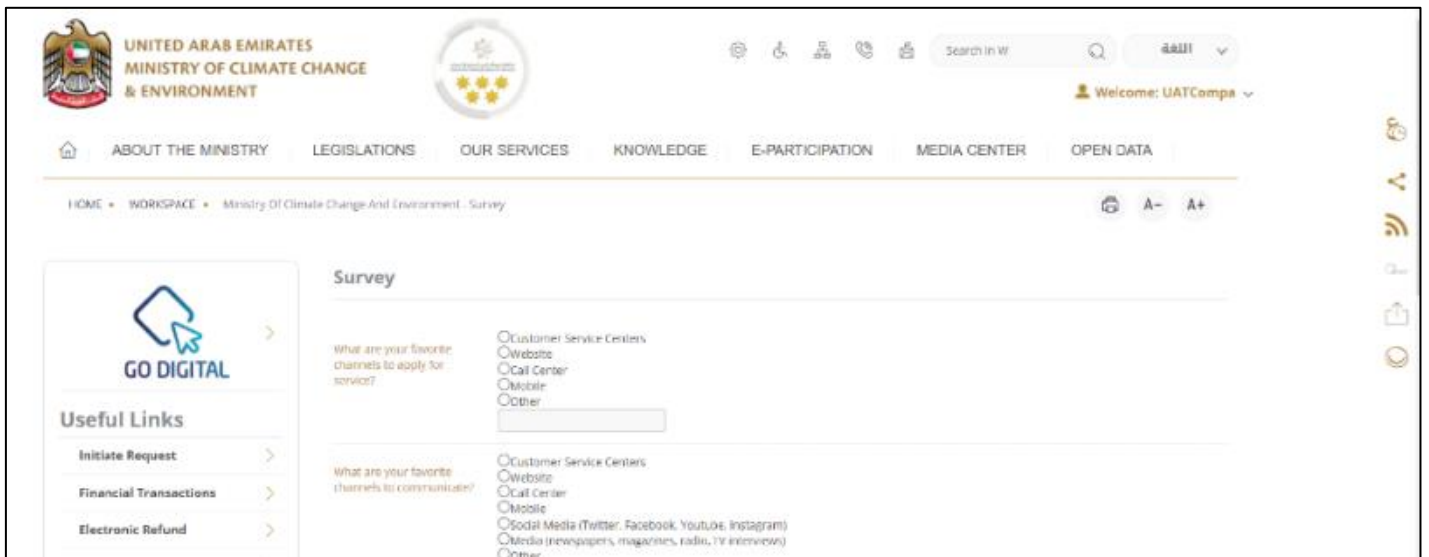 UNITED ARAB EMIRATES
MINISTRY OF CLIMATE CHANGE
& ENVIRONMENT
Search in W
اللغة
Welcome: UATCompa
ABOUT THE MINISTRY
LEGISLATIONS
OUR SERVICES
KNOWLEDGE
E-PARTICIPATION
MEDIA CENTER
OPEN DATA
HOME • WORKSPACE • Ministry Of Climate Change And Environment - Survey
A-
A+
GO DIGITAL
Useful Links
Initiate Request
Financial Transactions
Electronic Refund
Survey
What are your favorite
channels to apply for
service?
Customer Service Centers
Website
Call Center
Mobile
Other
What are your favorite
channels to communicate?
Customer Service Centers
Website
Call Center
Mobile
Social Media (Twitter, Facebook, Youtube, Instagram)
Media (newspapers, magazines, radio, TV interviews)
Other